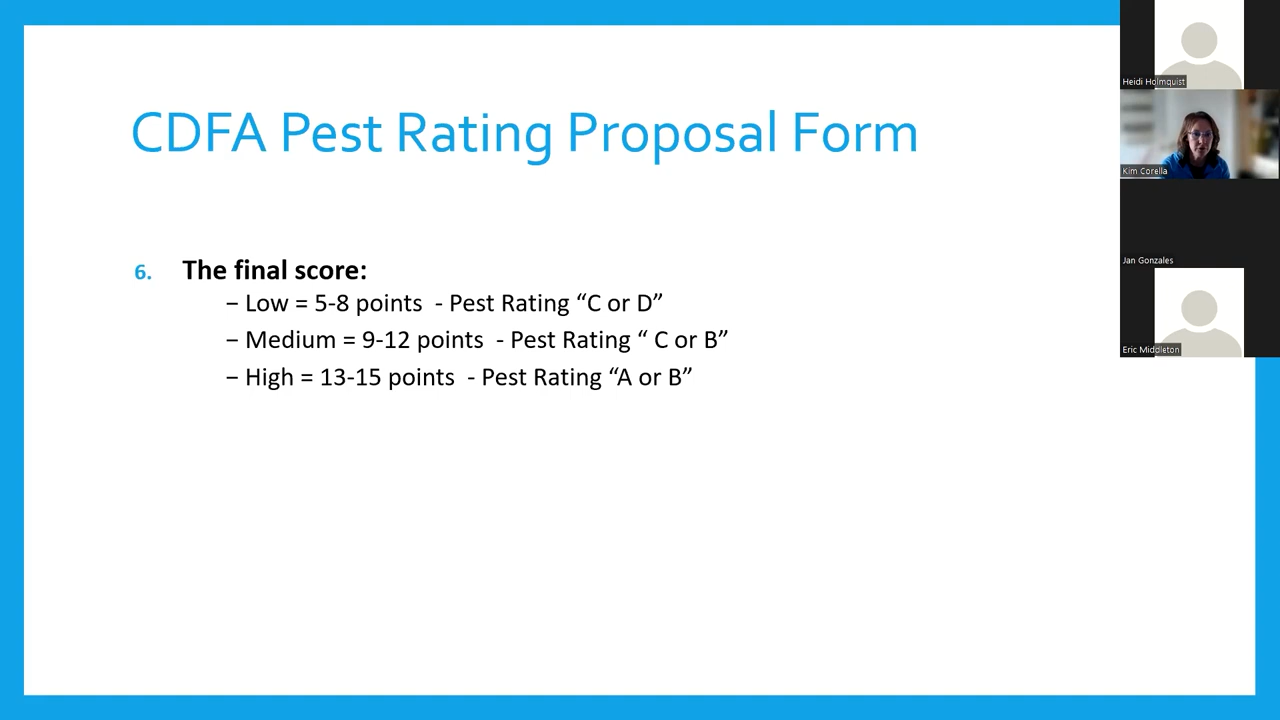 CDFA Pest Rating Proposal Form
6. The final score:
– Low = 5-8 points - Pest Rating “C or D”
– Medium = 9-12 points - Pest Rating “ C or B”
– High = 13-15 points - Pest Rating “A or B”
Heidi Holmquist
Kim Corella
Jan Gonzales
Eric Middleton